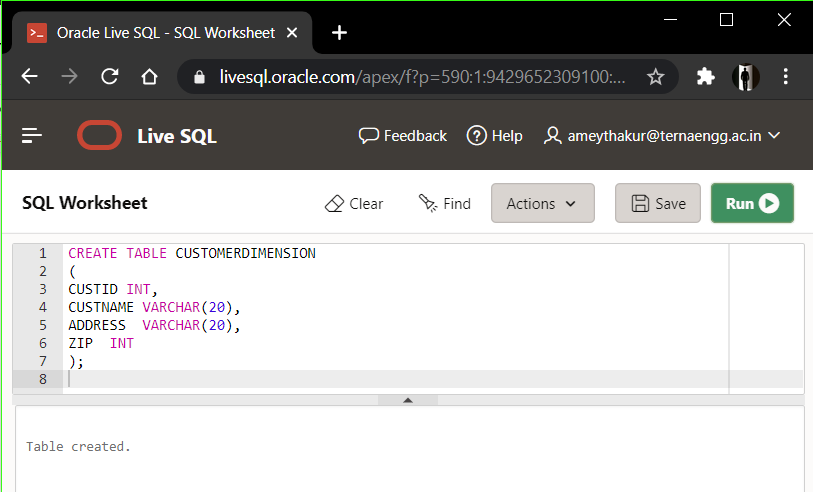 >_ Oracle Live SQL - SQL Worksheet
livesql.oracle.com/apex/f?p=590:1:9429652309100:...
Live SQL Feedback Help ameythakur@ternaengg.ac.in
SQL Worksheet Clear Find Actions Save Run
1 CREATE TABLE CUSTOMERDIMENSION
2 (
3 CUSTID INT,
4 CUSTNAME VARCHAR(20),
5 ADDRESS  VARCHAR(20),
6 ZIP  INT
7 );
8
Table created.